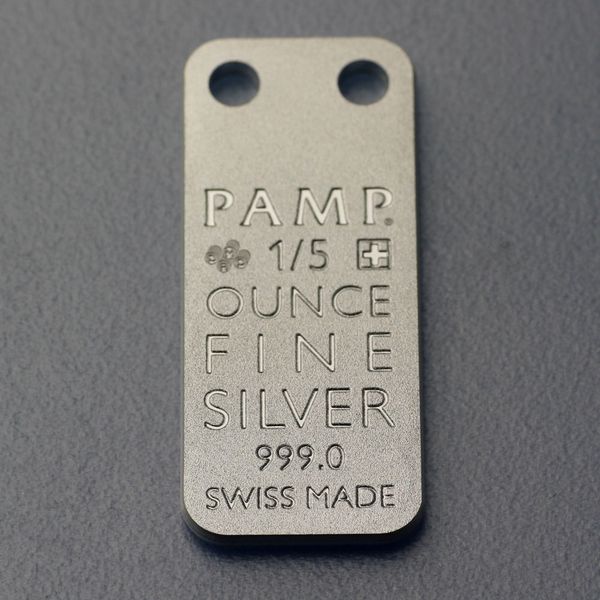 PAMP®
1/5
OUNCE
FINE
SILVER
999.0
SWISS MADE